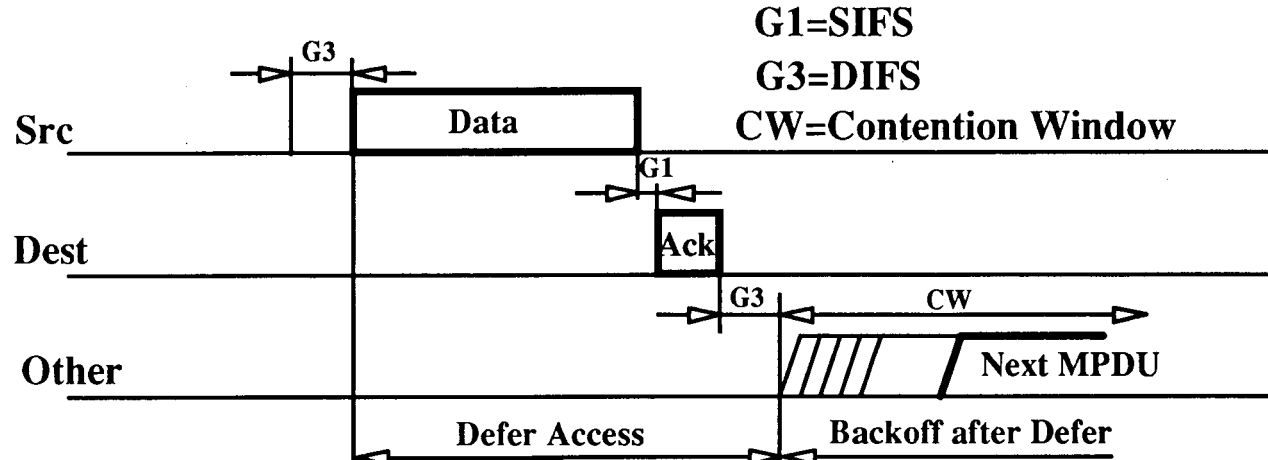 G1=SIFS
G3
G3=DIFS
Src
Data
CW=Contention Window
G1
Dest
Ack
G3
CW
Other
Next MPDU
Defer Access
Backoff after Defer